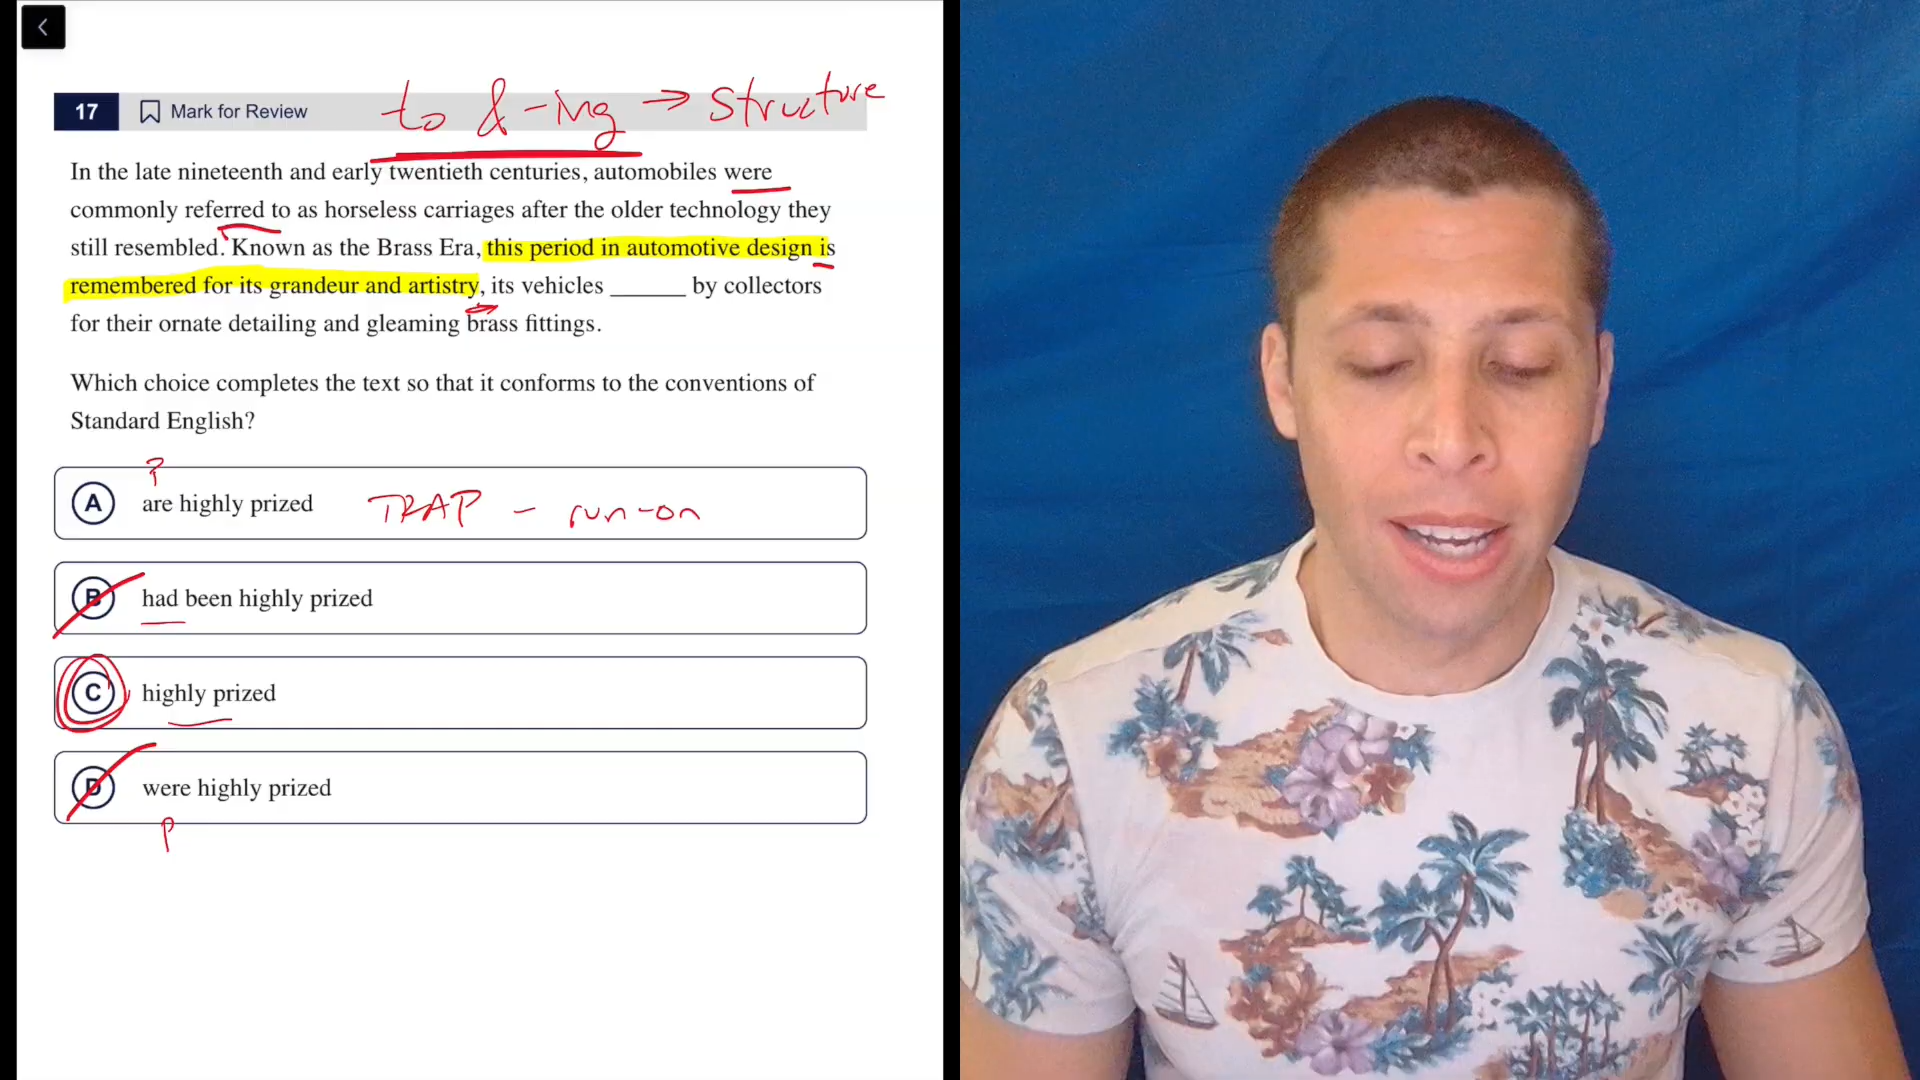 to & -ing → structure
17 Mark for Review
In the late nineteenth and early twentieth centuries, automobiles were
commonly referred to as horseless carriages after the older technology they
still resembled. Known as the Brass Era, this period in automotive design is
remembered for its grandeur and artistry, its vehicles ______ by collectors
for their ornate detailing and gleaming brass fittings.
Which choice completes the text so that it conforms to the conventions of
Standard English?
?
A are highly prized TRAP - run-on
B had been highly prized
C highly prized
D were highly prized
P